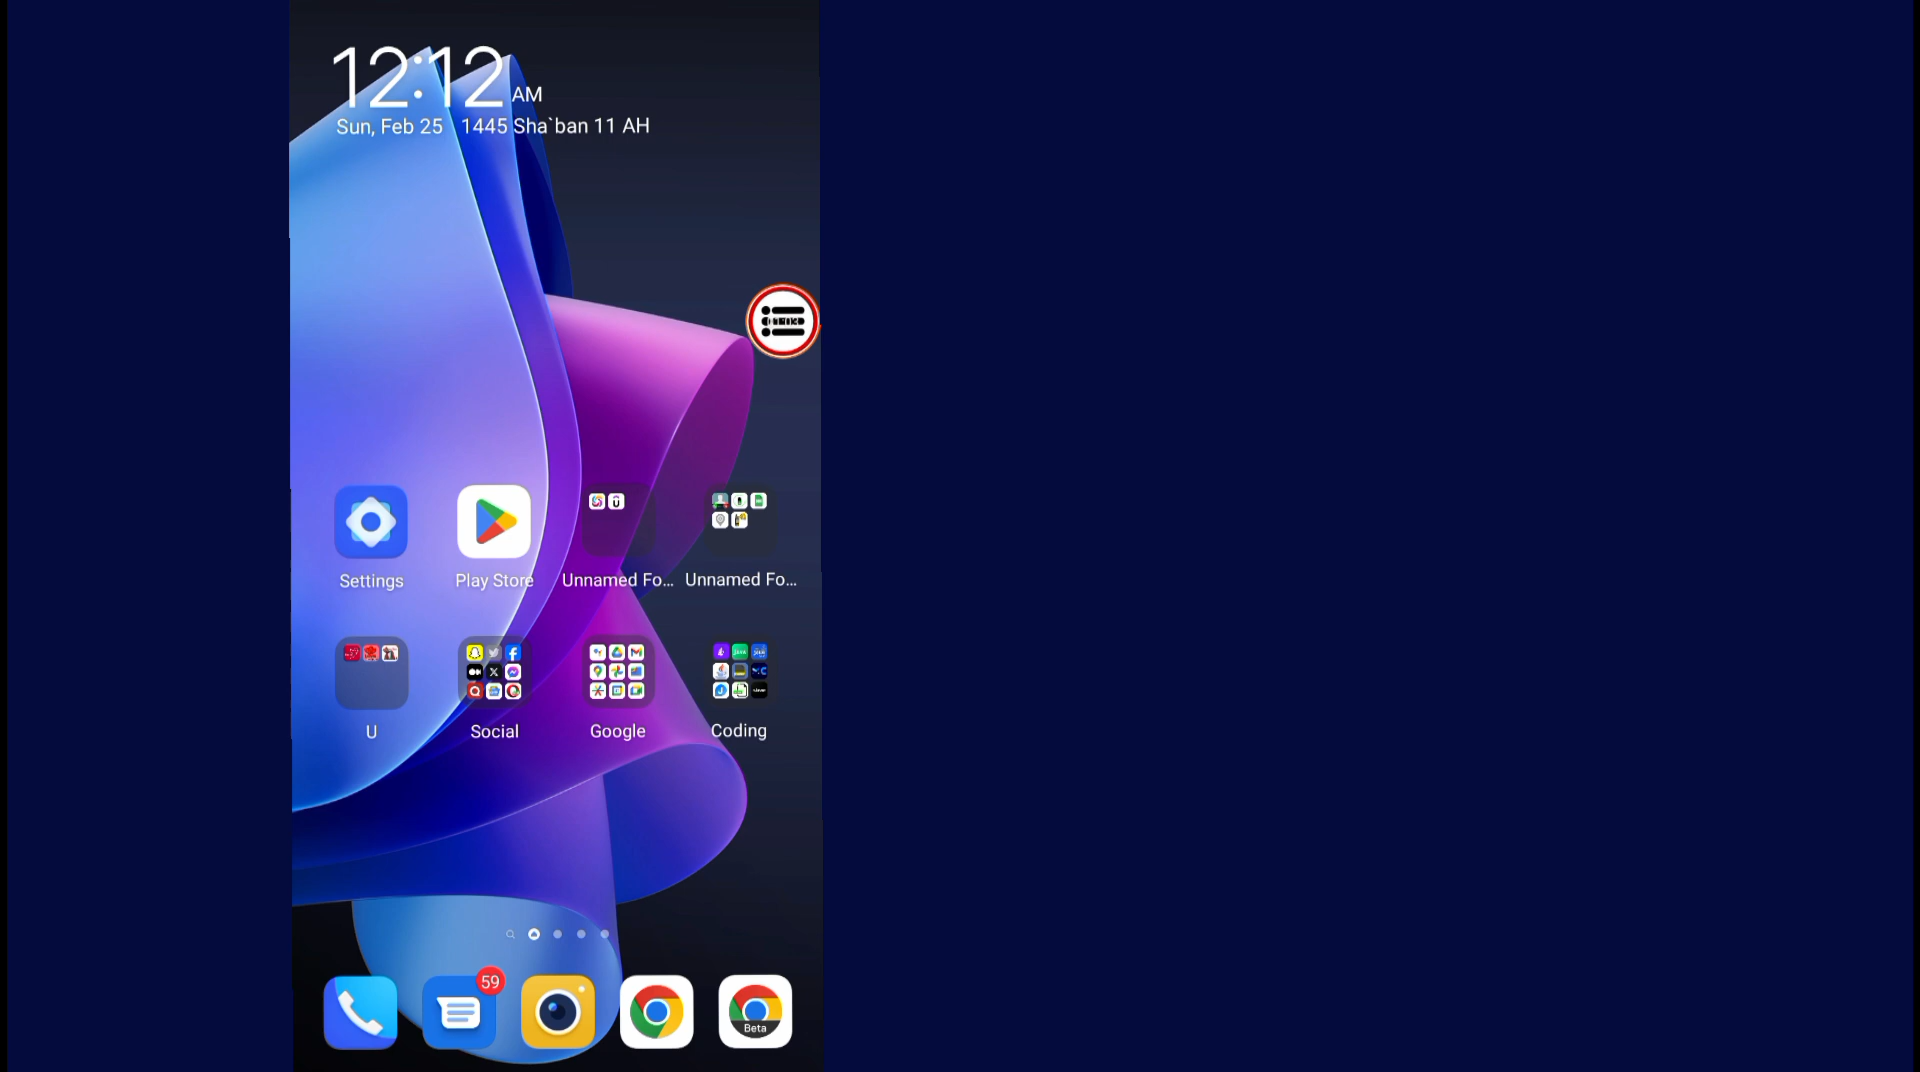 12:12 AM
Sun, Feb 25 1445 Sha`ban 11 AH
Settings
Play Store
Unnamed Fo...
Unnamed Fo...
U
Social
Google
Coding
59
Beta